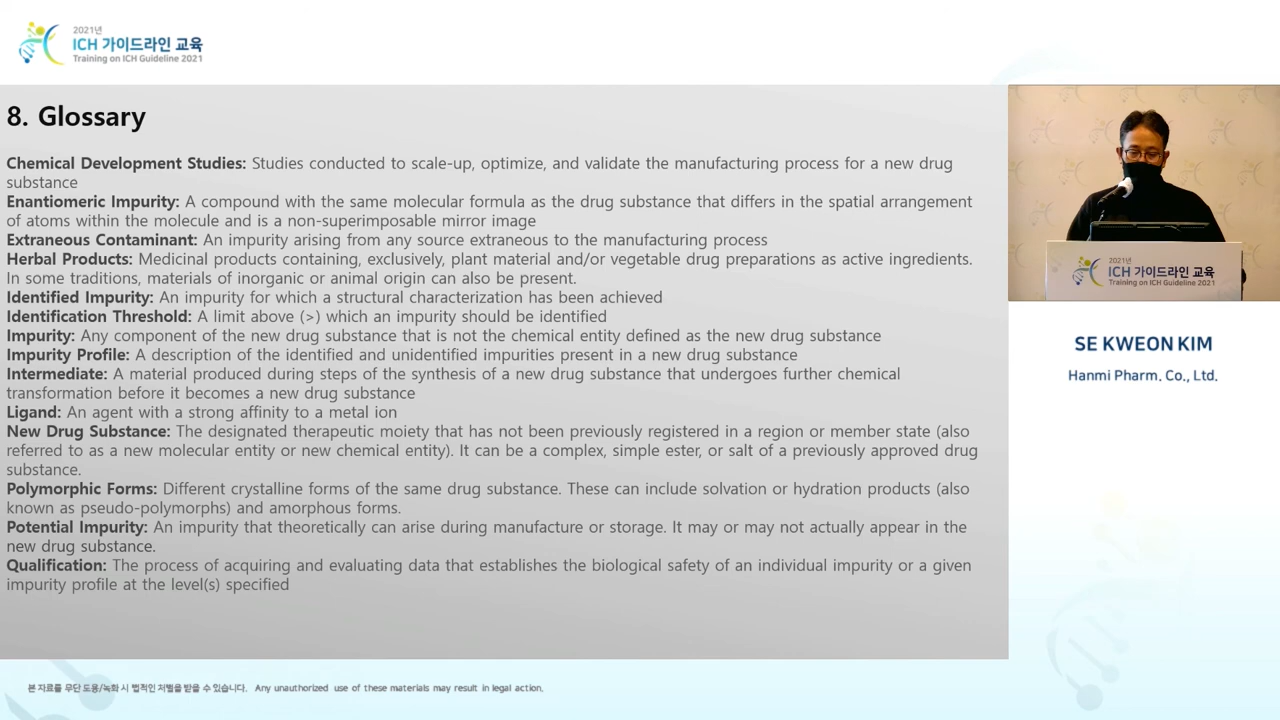 2021년
ICH 가이드라인 교육
Training on ICH Guideline 2021
8. Glossary
Chemical Development Studies: Studies conducted to scale-up, optimize, and validate the manufacturing process for a new drug
substance
Enantiomeric Impurity: A compound with the same molecular formula as the drug substance that differs in the spatial arrangement
of atoms within the molecule and is a non-superimposable mirror image
Extraneous Contaminant: An impurity arising from any source extraneous to the manufacturing process
Herbal Products: Medicinal products containing, exclusively, plant material and/or vegetable drug preparations as active ingredients.
In some traditions, materials of inorganic or animal origin can also be present.
Identified Impurity: An impurity for which a structural characterization has been achieved
Identification Threshold: A limit above (>) which an impurity should be identified
Impurity: Any component of the new drug substance that is not the chemical entity defined as the new drug substance
Impurity Profile: A description of the identified and unidentified impurities present in a new drug substance
Intermediate: A material produced during steps of the synthesis of a new drug substance that undergoes further chemical
transformation before it becomes a new drug substance
Ligand: An agent with a strong affinity to a metal ion
New Drug Substance: The designated therapeutic moiety that has not been previously registered in a region or member state (also
referred to as a new molecular entity or new chemical entity). It can be a complex, simple ester, or salt of a previously approved drug
substance.
Polymorphic Forms: Different crystalline forms of the same drug substance. These can include solvation or hydration products (also
known as pseudo-polymorphs) and amorphous forms.
Potential Impurity: An impurity that theoretically can arise during manufacture or storage. It may or may not actually appear in the
new drug substance.
Qualification: The process of acquiring and evaluating data that establishes the biological safety of an individual impurity or a given
impurity profile at the level(s) specified
2021년
ICH 가이드라인 교육
Training on ICH Guideline 2021
SE KWEON KIM
Hanmi Pharm. Co., Ltd.
본 자료를 무단 도용/녹화 시 법적인 처벌을 받을 수 있습니다. Any unauthorized use of these materials may result in legal action.